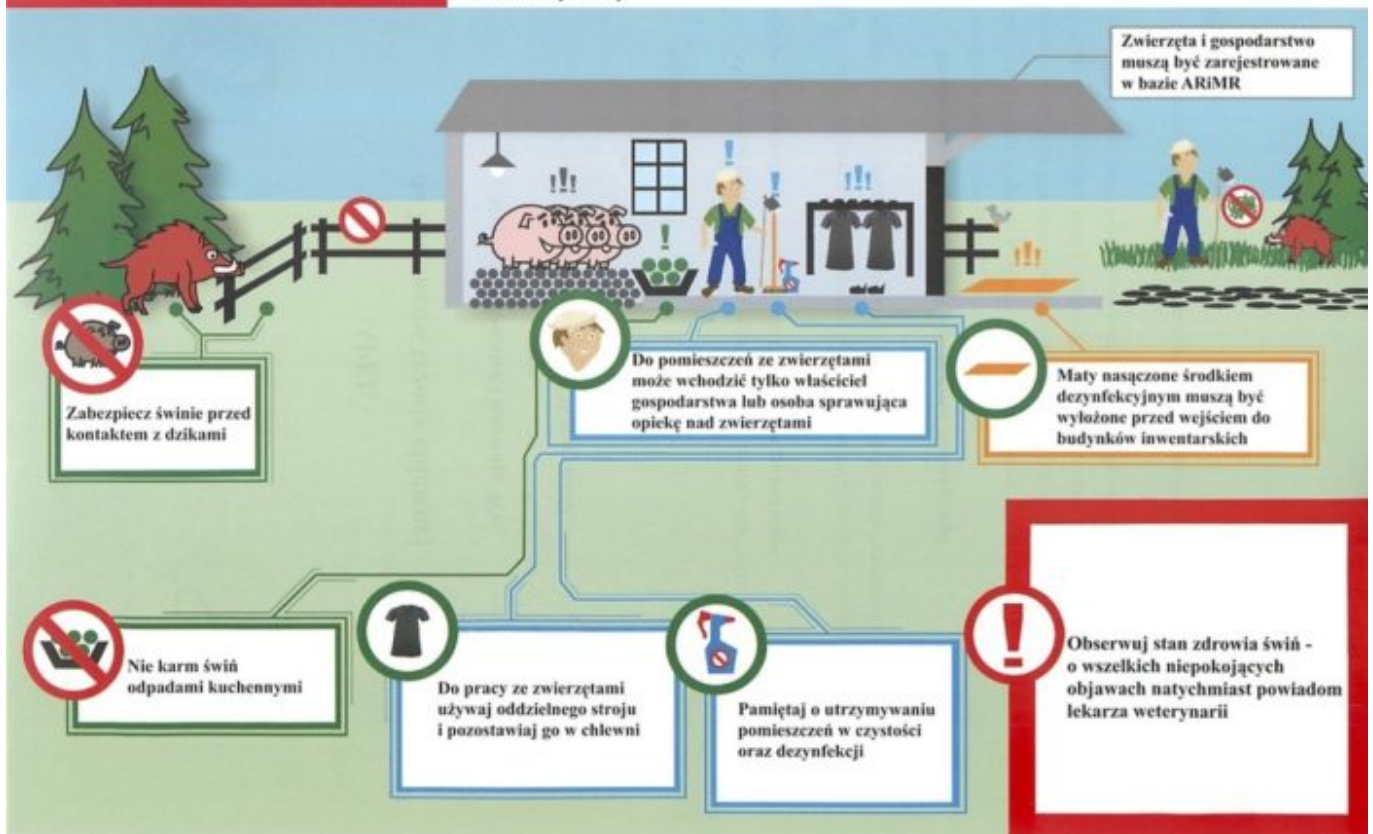 Zwierzęta i gospodarstwo
muszą być zarejestrowane
w bazie ARiMR
Zabezpiecz świnie przed
kontaktem z dzikami
Do pomieszczeń ze zwierzętami
może wchodzić tylko właściciel
gospodarstwa lub osoba sprawująca
opiekę nad zwierzętami
Maty nasączone środkiem
dezynfekcyjnym muszą być
wyłożone przed wejściem do
budynków inwentarskich
Nie karm świń
odpadami kuchennymi
Do pracy ze zwierzętami
używaj oddzielnego stroju
i pozostawiaj go w chlewni
Pamiętaj o utrzymywaniu
pomieszczeń w czystości
oraz dezynfekcji
Obserwuj stan zdrowia świń -
o wszelkich niepokojących
objawach natychmiast powiadom
lekarza weterynarii